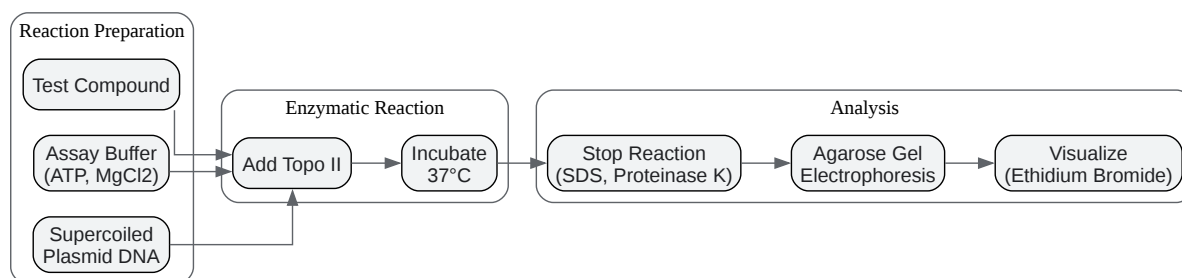 Reaction Preparation
Test Compound
Assay Buffer
(ATP, MgCl2)
Supercoiled
Plasmid DNA
Enzymatic Reaction
Add Topo II
Incubate
37°C
Analysis
Stop Reaction
(SDS, Proteinase K)
Agarose Gel
Electrophoresis
Visualize
(Ethidium Bromide)